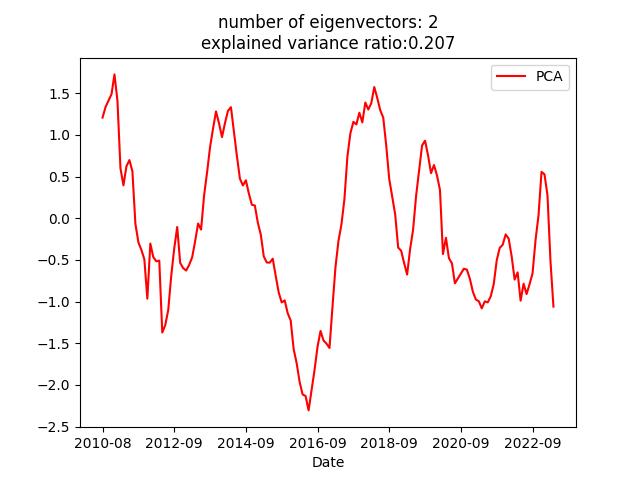 number of eigenvectors: 2
explained variance ratio:0.207
PCA
1.5
1.0
0.5
0.0
−0.5
−1.0
−1.5
−2.0
−2.5
2010-08 2012-09 2014-09 2016-09 2018-09 2020-09 2022-09
Date